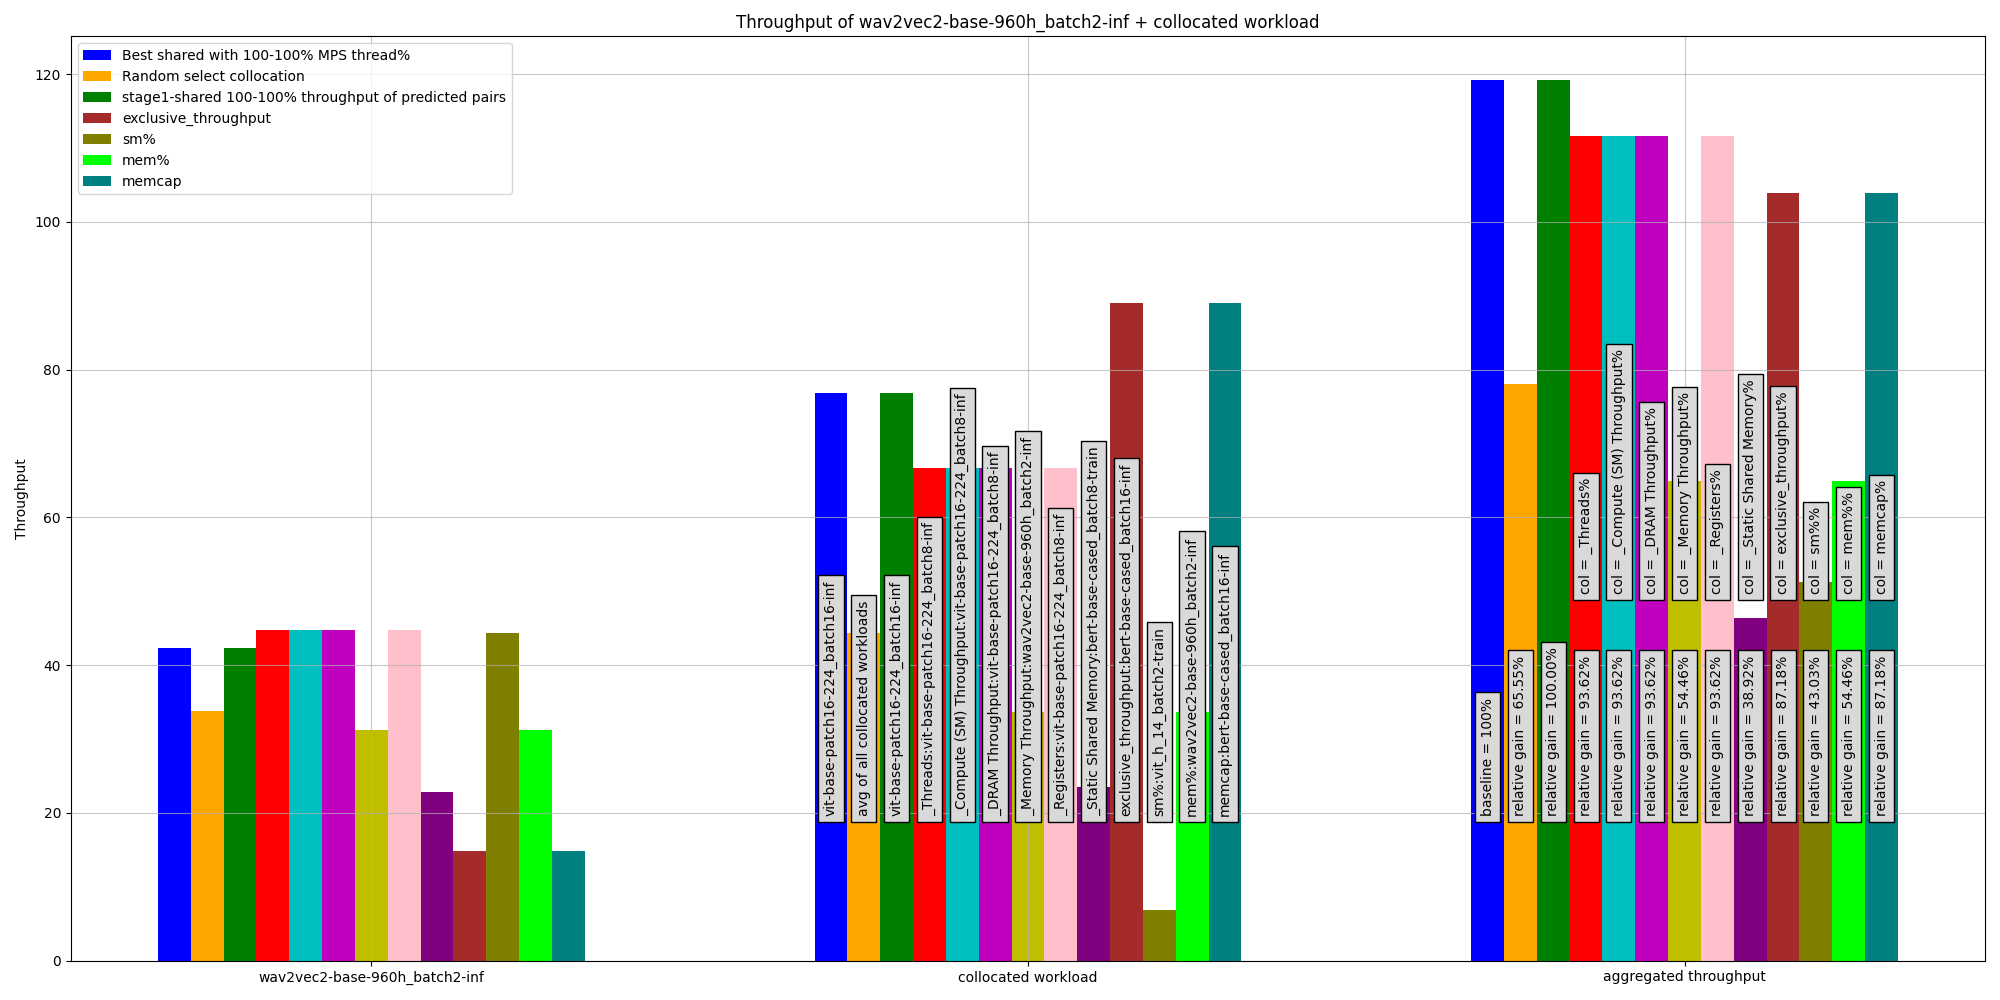 Throughput of wav2vec2-base-960h_batch2-inf + collocated workload
Best shared with 100-100% MPS thread%
Random select collocation
stage1-shared 100-100% throughput of predicted pairs
exclusive_throughput
sm%
mem%
memcap
Throughput
120
100
80
60
40
20
0
vit-base-patch16-224_batch16-inf
avg of all collocated workloads
vit-base-patch16-224_batch16-inf
_Threads:vit-base-patch16-224_batch8-inf
_Compute (SM) Throughput:vit-base-patch16-224_batch8-inf
_DRAM Throughput:vit-base-patch16-224_batch8-inf
_Memory Throughput:wav2vec2-base-960h_batch2-inf
_Registers:vit-base-patch16-224_batch8-inf
_Static Shared Memory:bert-base-cased_batch8-train
exclusive_throughput:bert-base-cased_batch16-inf
sm%:vit_h_14_batch2-train
mem%:wav2vec2-base-960h_batch2-inf
memcap:bert-base-cased_batch16-inf
col = _Threads%
col = _Compute (SM) Throughput%
col = _DRAM Throughput%
col = _Memory Throughput%
col = _Registers%
col = _Static Shared Memory%
col = exclusive_throughput%
col = sm%%
col = mem%%
col = memcap%
baseline = 100%
relative gain = 65.55%
relative gain = 100.00%
relative gain = 93.62%
relative gain = 93.62%
relative gain = 93.62%
relative gain = 54.46%
relative gain = 93.62%
relative gain = 38.92%
relative gain = 87.18%
relative gain = 43.03%
relative gain = 54.46%
relative gain = 87.18%
wav2vec2-base-960h_batch2-inf
collocated workload
aggregated throughput